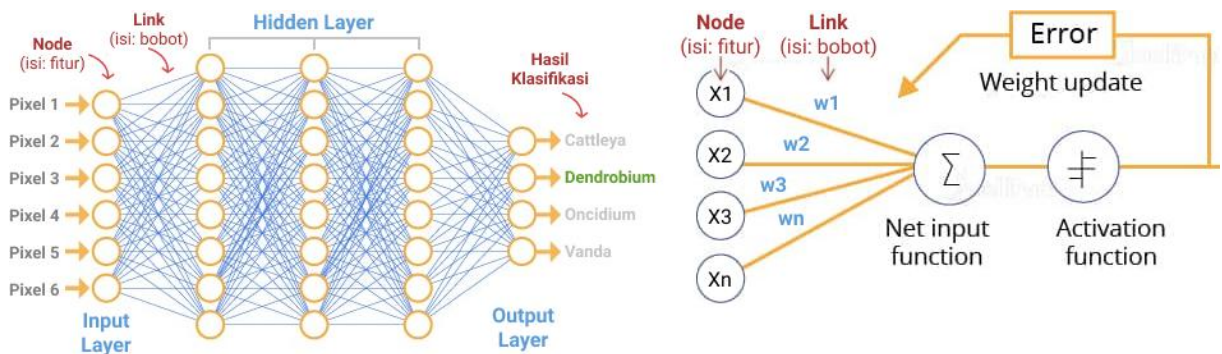 Node
(isi: fitur)
Link
(isi: bobot)
Hidden Layer
Hasil
Klasifikasi
Pixel 1
Pixel 2
Pixel 3
Pixel 4
Pixel 5
Pixel 6
Cattleya
Dendrobium
Oncidium
Vanda
Input
Layer
Output
Layer
Node
(isi: fitur)
Link
(isi: bobot)
Error
Weight update
X1
X2
X3
Xn
w1
w2
w3
wn
Σ
Net input
function
Activation
function